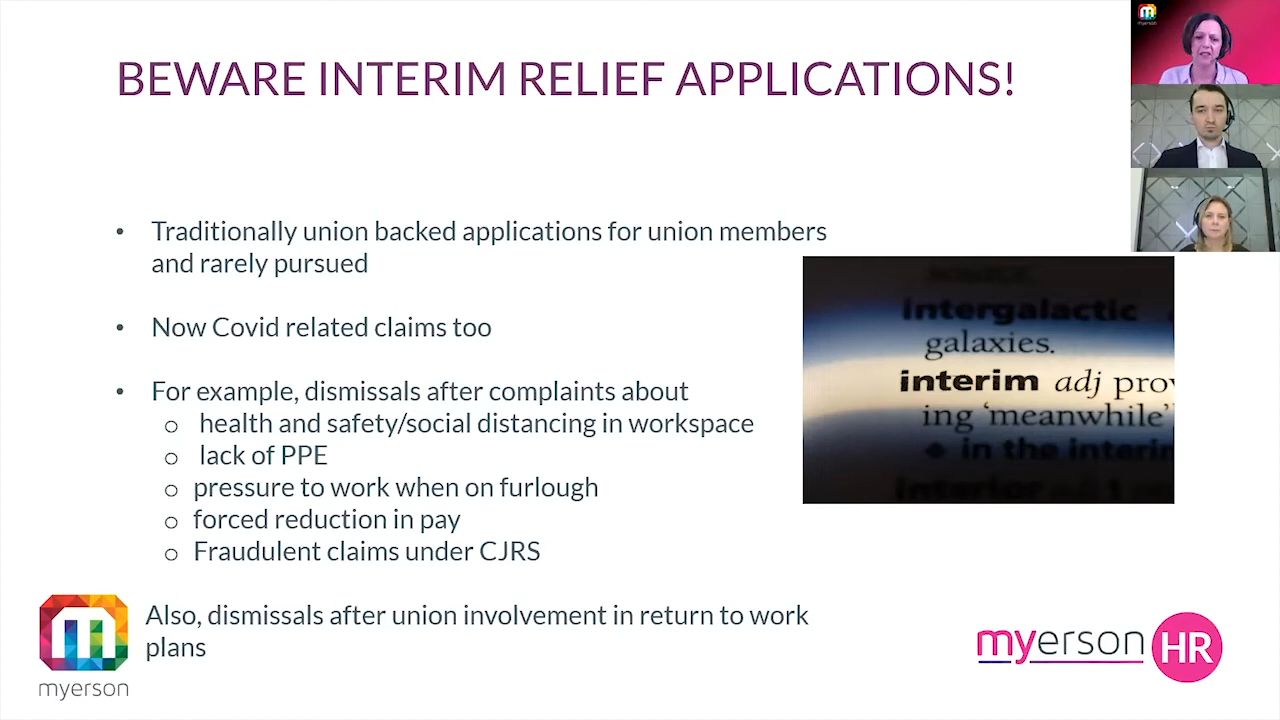 BEWARE INTERIM RELIEF APPLICATIONS!
• Traditionally union backed applications for union members
and rarely pursued
• Now Covid related claims too
• For example, dismissals after complaints about
o health and safety/social distancing in workspace
o lack of PPE
o pressure to work when on furlough
o forced reduction in pay
o Fraudulent claims under CJRS
Also, dismissals after union involvement in return to work
plans
intergalactic
galaxies.
interim adj prov
ing 'meanwhile'
❖ in the interim
interior
myerson
myerson HR